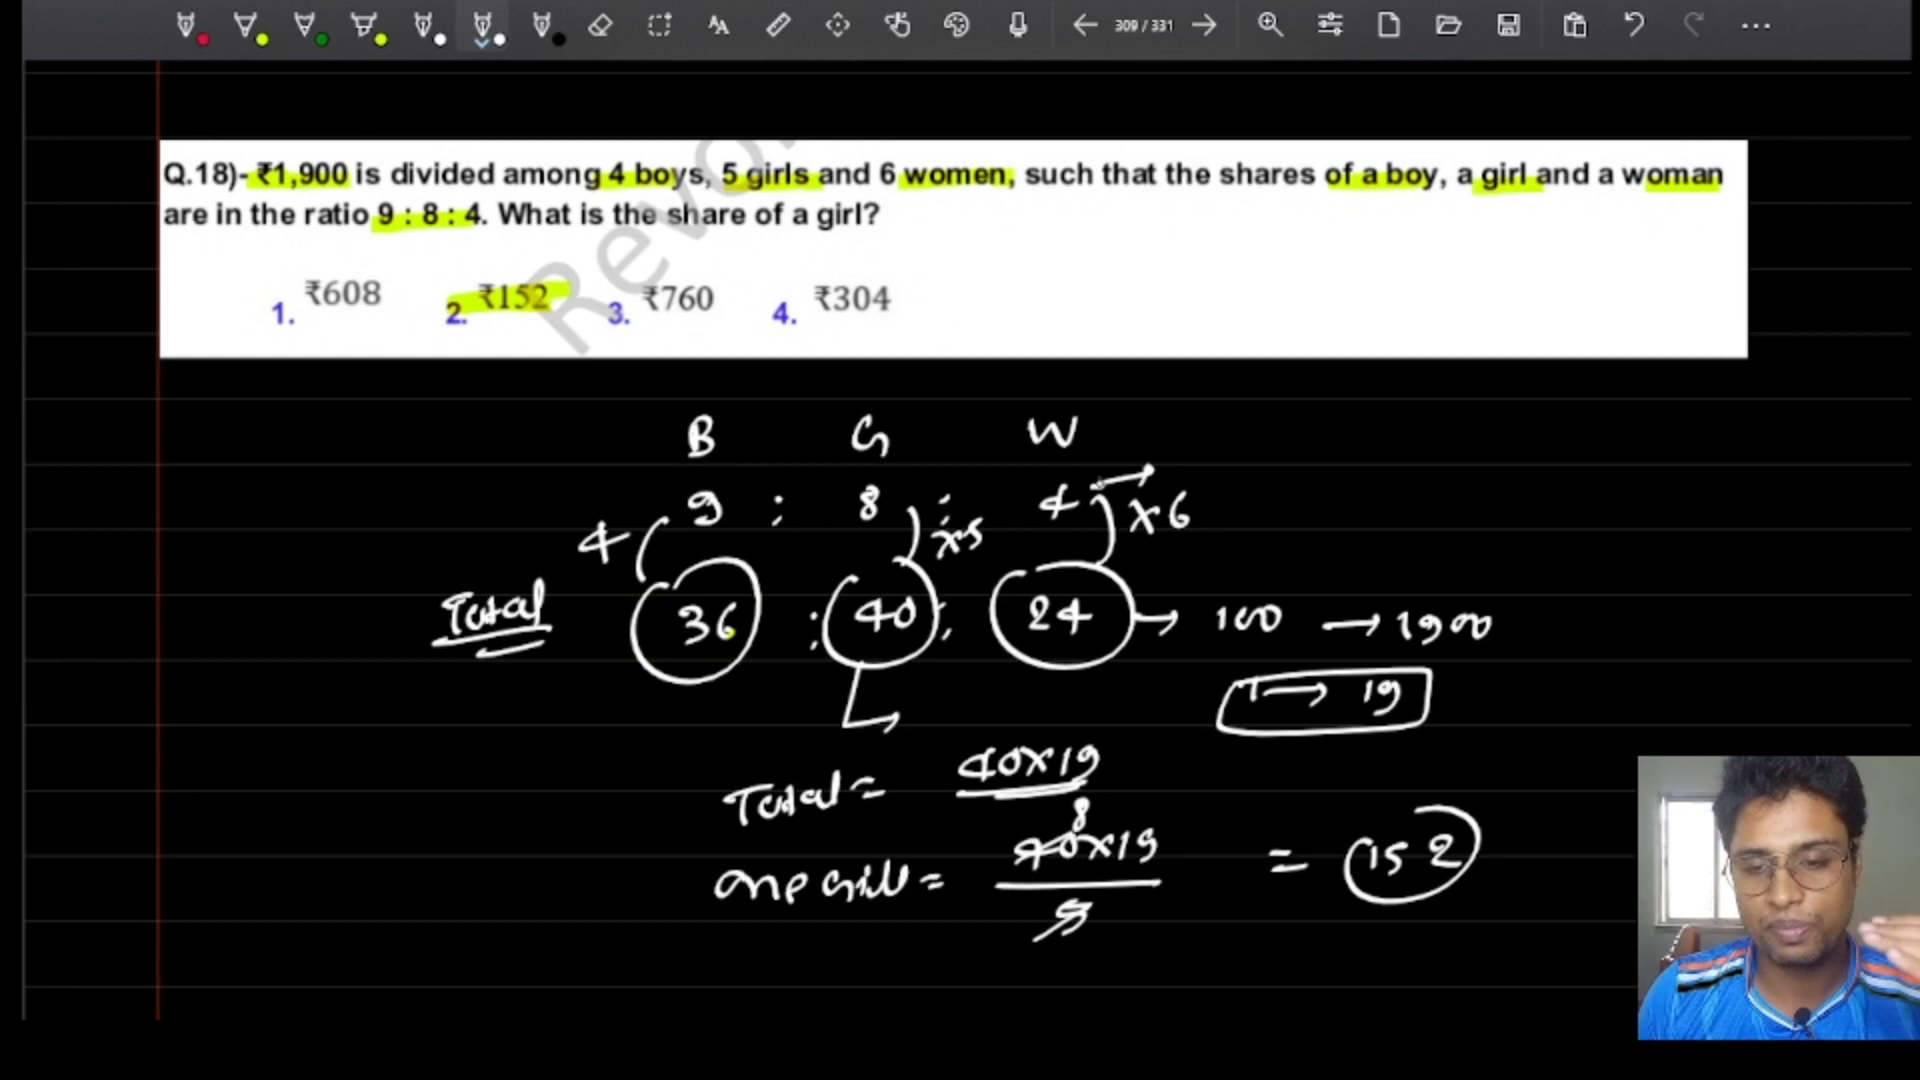 309 / 331
Q.18)- ₹1,900 is divided among 4 boys, 5 girls and 6 women, such that the shares of a boy, a girl and a woman
are in the ratio 9 : 8 : 4. What is the share of a girl?
1. ₹608 2. ₹152 3. ₹760 4. ₹304
Revo
B G W
9 : 8 : 4
4 ×5 ×6
Total 36 : 40 : 24 → 100 → 1900
1 → 19
Total = 40×19
8
one girl = 40×19 = 152
5